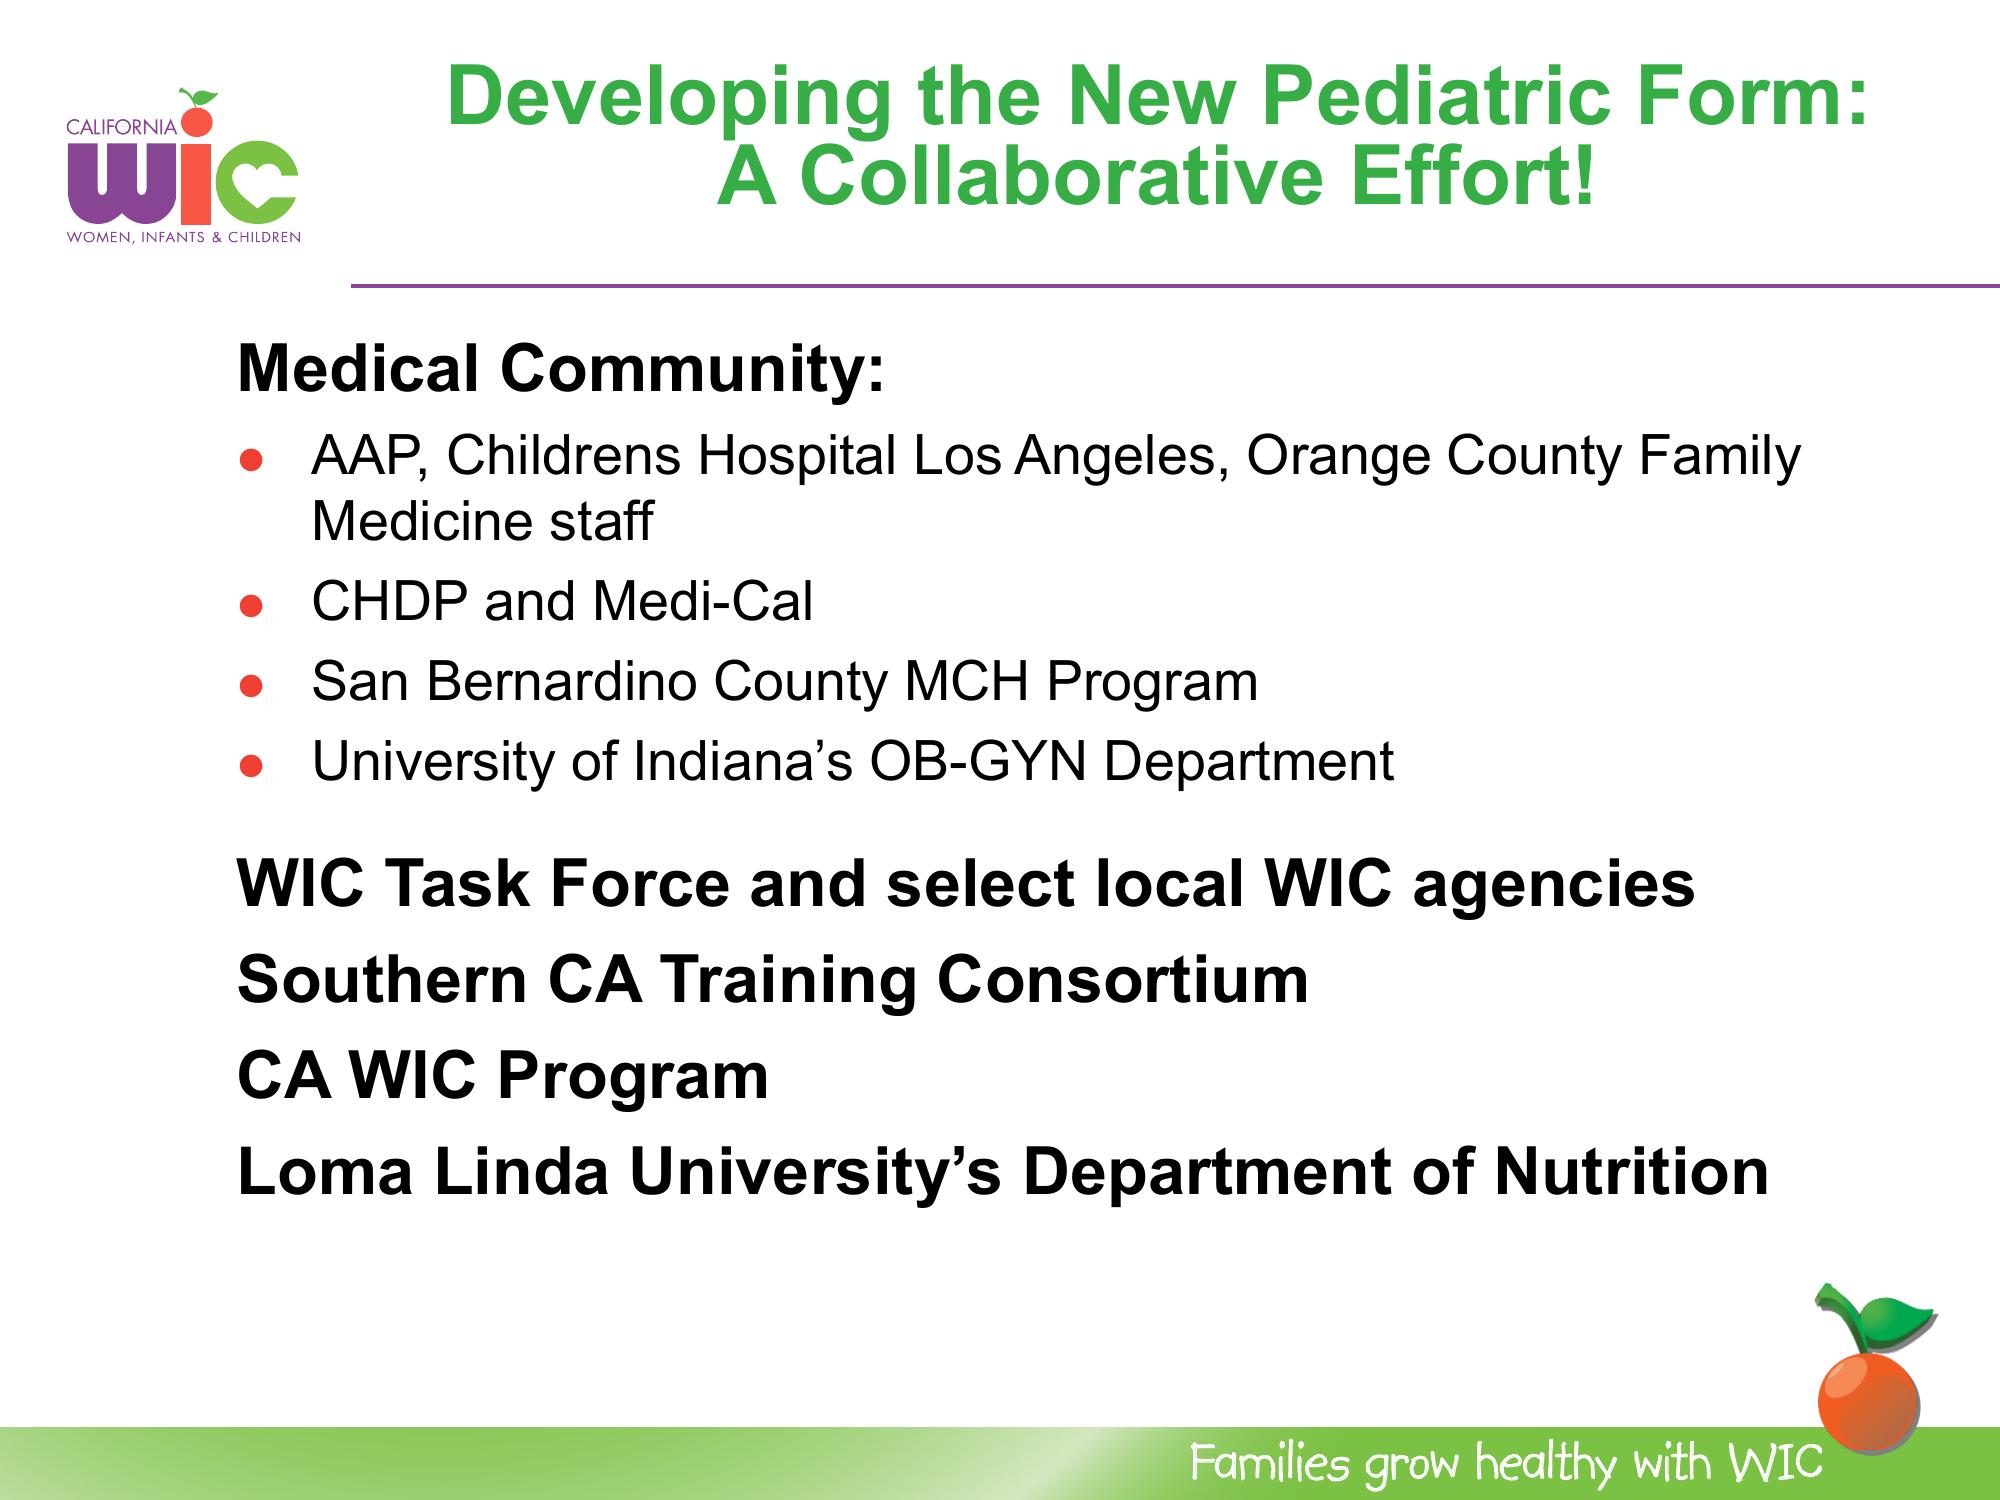 CALIFORNIA
wic
WOMEN, INFANTS & CHILDREN
Developing the New Pediatric Form:
A Collaborative Effort!
Medical Community:
● AAP, Childrens Hospital Los Angeles, Orange County Family
Medicine staff
● CHDP and Medi-Cal
● San Bernardino County MCH Program
● University of Indiana’s OB-GYN Department
WIC Task Force and select local WIC agencies
Southern CA Training Consortium
CA WIC Program
Loma Linda University’s Department of Nutrition
Families grow healthy with WIC